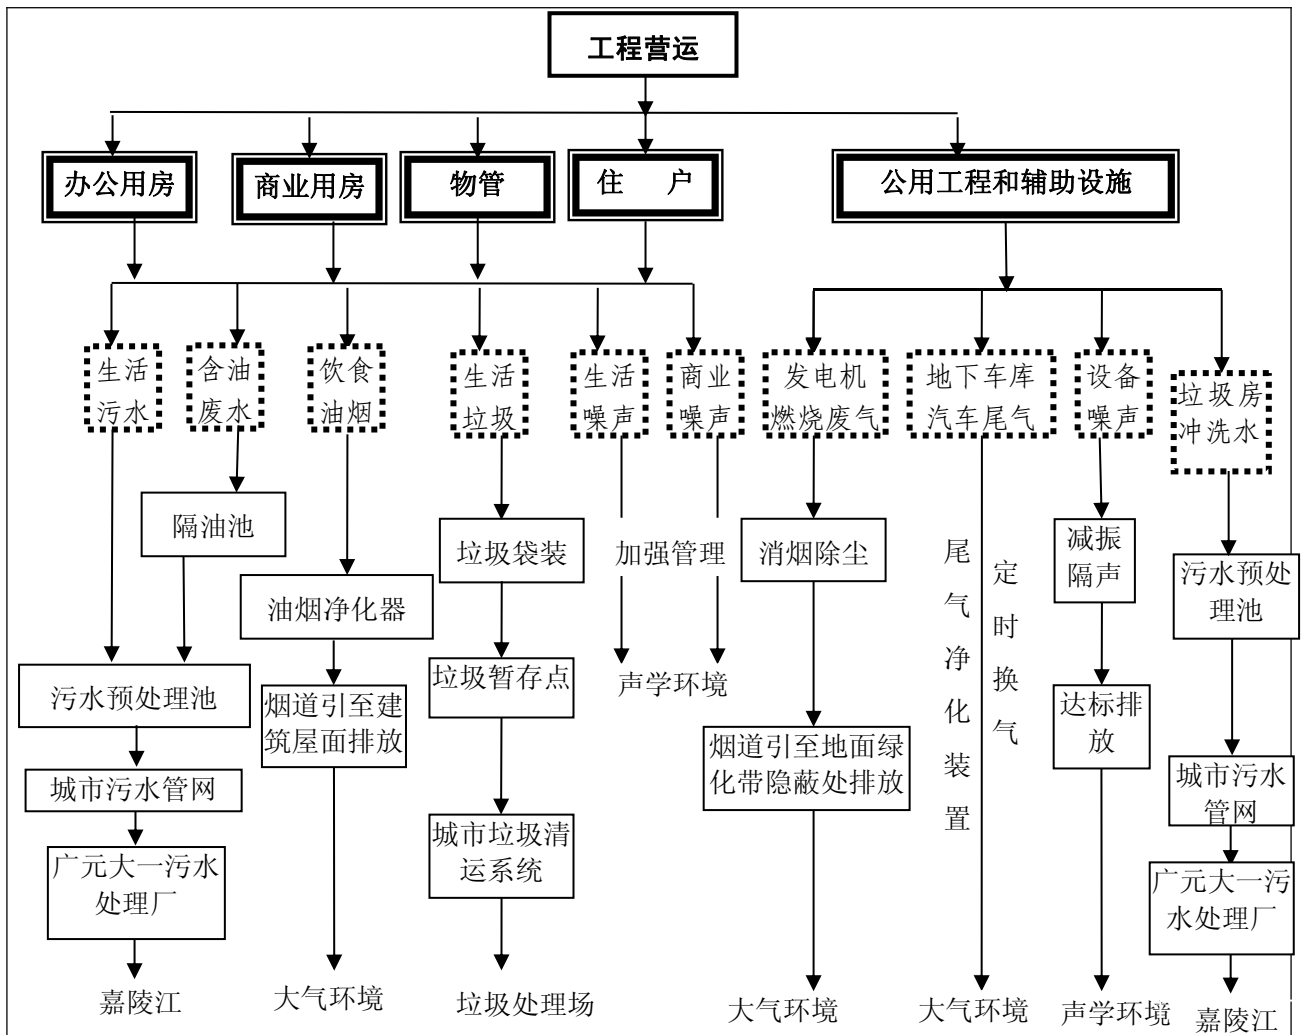 工程营运
办公用房
商业用房
物管
住 户
公用工程和辅助设施
生活
污水
含油
废水
饮食
油烟
生活
垃圾
生活
噪声
商业
噪声
发电机
燃烧废气
地下车库
汽车尾气
设备
噪声
垃圾房
冲洗水
隔油池
垃圾袋装
加强管理
消烟除尘
尾气净化装置
定时换气
减振
隔声
污水预处
理池
油烟净化器
污水预处理池
烟道引至建
筑屋面排放
垃圾暂存点
声学环境
烟道引至地面绿
化带隐蔽处排放
达标排
放
城市污水管网
城市污水
管网
广元大一污水
处理厂
城市垃圾清
运系统
广元大一污
水处理厂
嘉陵江
大气环境
垃圾处理场
大气环境
大气环境
声学环境
嘉陵江